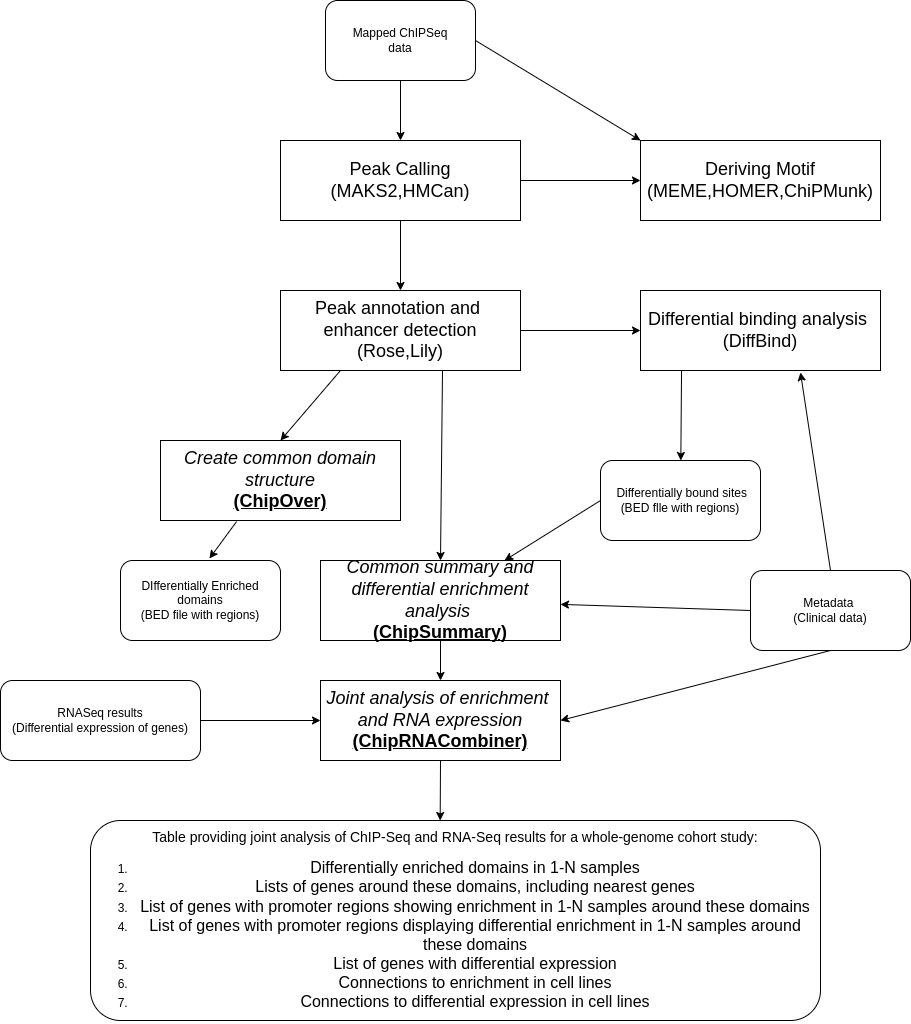 Mapped ChIPSeq
data
Peak Calling
(MAKS2,HMCan)
Deriving Motif
(MEME,HOMER,ChiPMunk)
Peak annotation and
enhancer detection
(Rose,Lily)
Differential binding analysis
(DiffBind)
Create common domain
structure
(ChipOver)
Differentially bound sites
(BED fIle with regions)
DIfferentially Enriched
domains
(BED file with regions)
Common summary and
differential enrichment
analysis
(ChipSummary)
Metadata
(Clinical data)
RNASeq results
(Differential expression of genes)
Joint analysis of enrichment
and RNA expression
(ChipRNACombiner)
Table providing joint analysis of ChIP-Seq and RNA-Seq results for a whole-genome cohort study:
1. Differentially enriched domains in 1-N samples
2. Lists of genes around these domains, including nearest genes
3. List of genes with promoter regions showing enrichment in 1-N samples around these domains
4. List of genes with promoter regions displaying differential enrichment in 1-N samples around
these domains
5. List of genes with differential expression
6. Connections to enrichment in cell lines
7. Connections to differential expression in cell lines